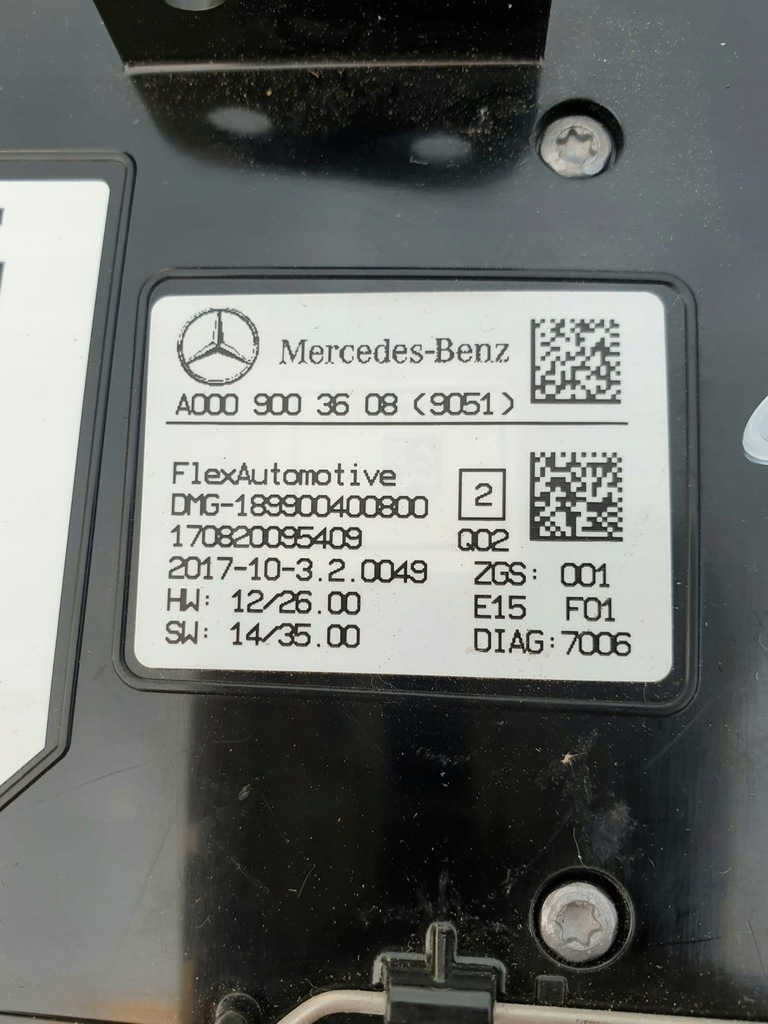 Mercedes-Benz
A000 900 36 08 (9051)
FlexAutomotive
DMG-189900400800 2
170820095409 Q02
2017-10-3.2.0049 ZGS: 001
HW: 12/26.00 E15 F01
SW: 14/35.00 DIAG:7006